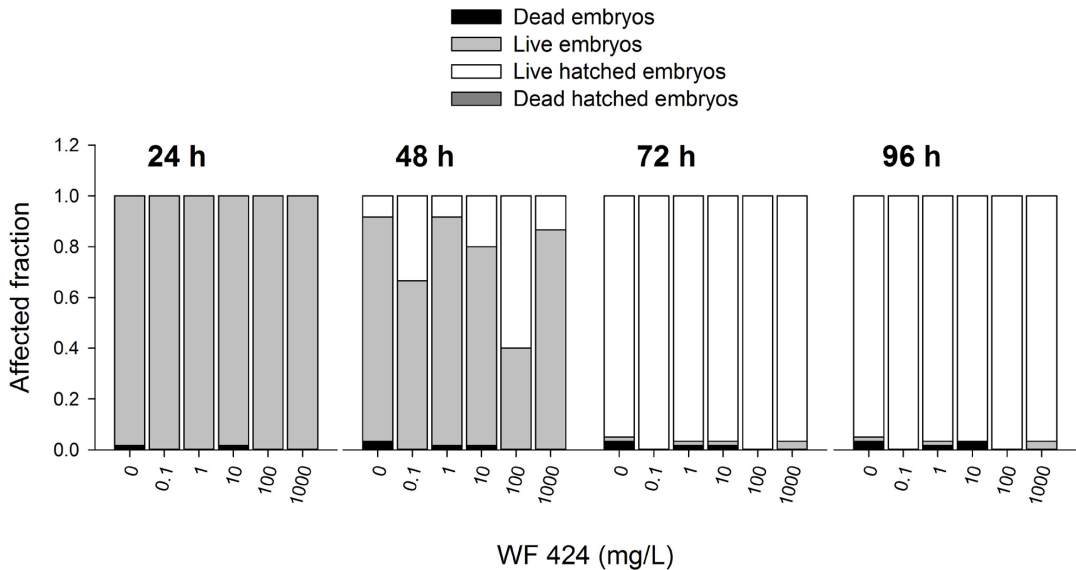 Dead embryos
Live embryos
Live hatched embryos
Dead hatched embryos
24 h 48 h 72 h 96 h
Affected fraction
1.2
1.0
0.8
0.6
0.4
0.2
0.0
0 0.1 1 10 100 1000 0 0.1 1 10 100 1000 0 0.1 1 10 100 1000 0 0.1 1 10 100 1000
WF 424 (mg/L)